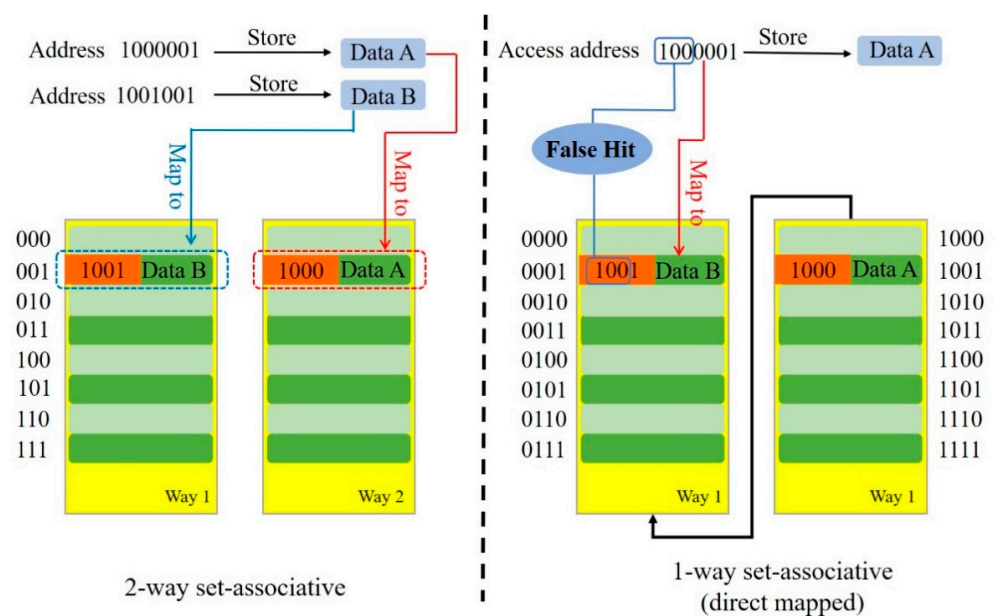 Address 1000001 Store Data A
Address 1001001 Store Data B
Map to
Map to
000
001 1001 Data B 1000 Data A
010
011
100
101
110
111
Way 1 Way 2
2-way set-associative
Access address 1000001 Store Data A
False Hit
Map to
0000 1000
0001 1001 Data B 1000 Data A 1001
0010 1010
0011 1011
0100 1100
0101 1101
0110 1110
0111 1111
Way 1 Way 1
1-way set-associative
(direct mapped)